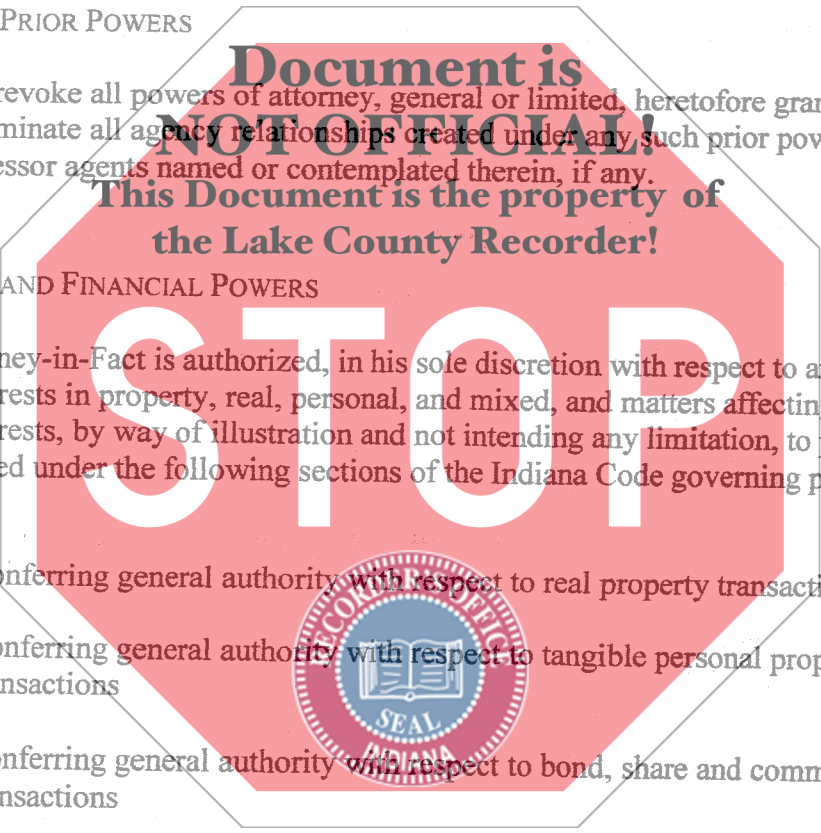 PRIOR POWERS
Document is
revoke all powers of attorney, general or limited, heretofore gran
NOT OFFICIAL!
minate all agency relationships created under any such prior pow
essor agents named or contemplated therein, if any.
This Document is the property of
the Lake County Recorder!
AND FINANCIAL POWERS
STOP
ney-in-Fact is authorized, in his sole discretion with respect to a
rests in property, real, personal, and mixed, and matters affectin
rests, by way of illustration and not intending any limitation, to
ed under the following sections of the Indiana Code governing p
onferring general authority with respect to real property transacti
RECORDER'S OFFICE
onferring general authority with respect to tangible personal prop
nsactions
SEAL
INDIANA
onferring general authority with respect to bond, share and comm
nsactions